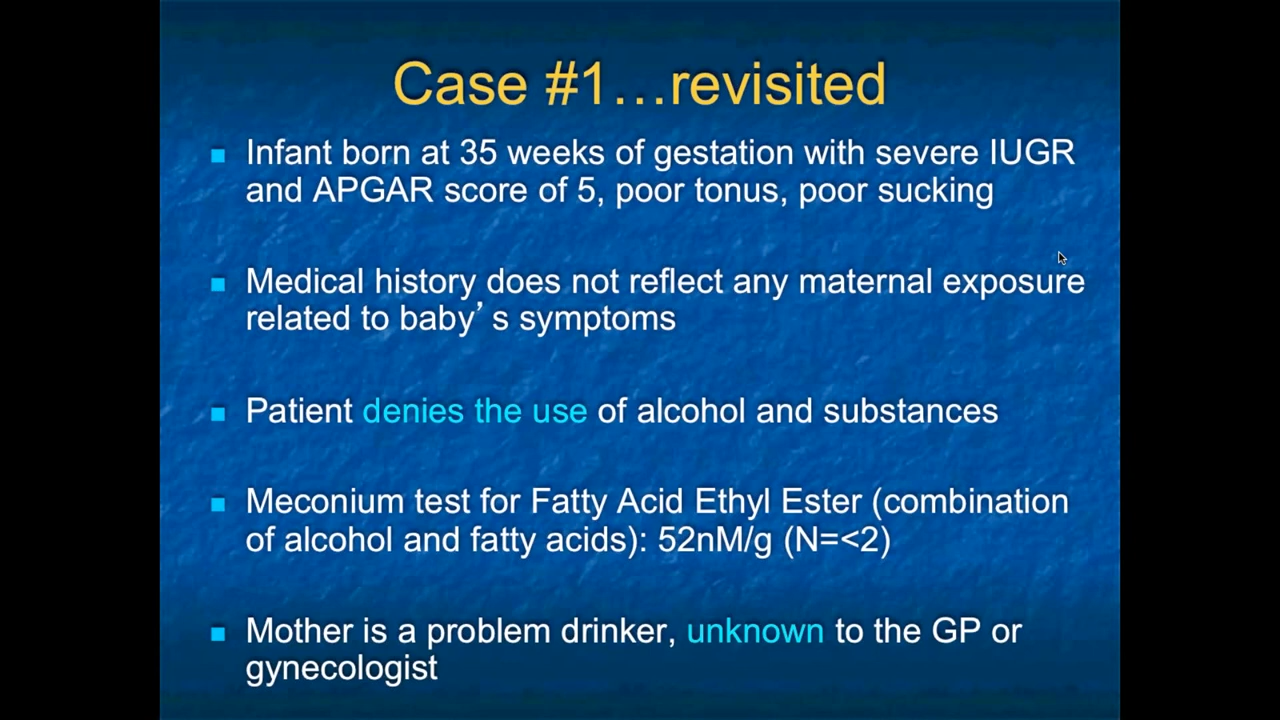 Case #1...revisited
Infant born at 35 weeks of gestation with severe IUGR
and APGAR score of 5, poor tonus, poor sucking
Medical history does not reflect any maternal exposure
related to baby’s symptoms
Patient denies the use of alcohol and substances
Meconium test for Fatty Acid Ethyl Ester (combination
of alcohol and fatty acids): 52nM/g (N=<2)
Mother is a problem drinker, unknown to the GP or
gynecologist